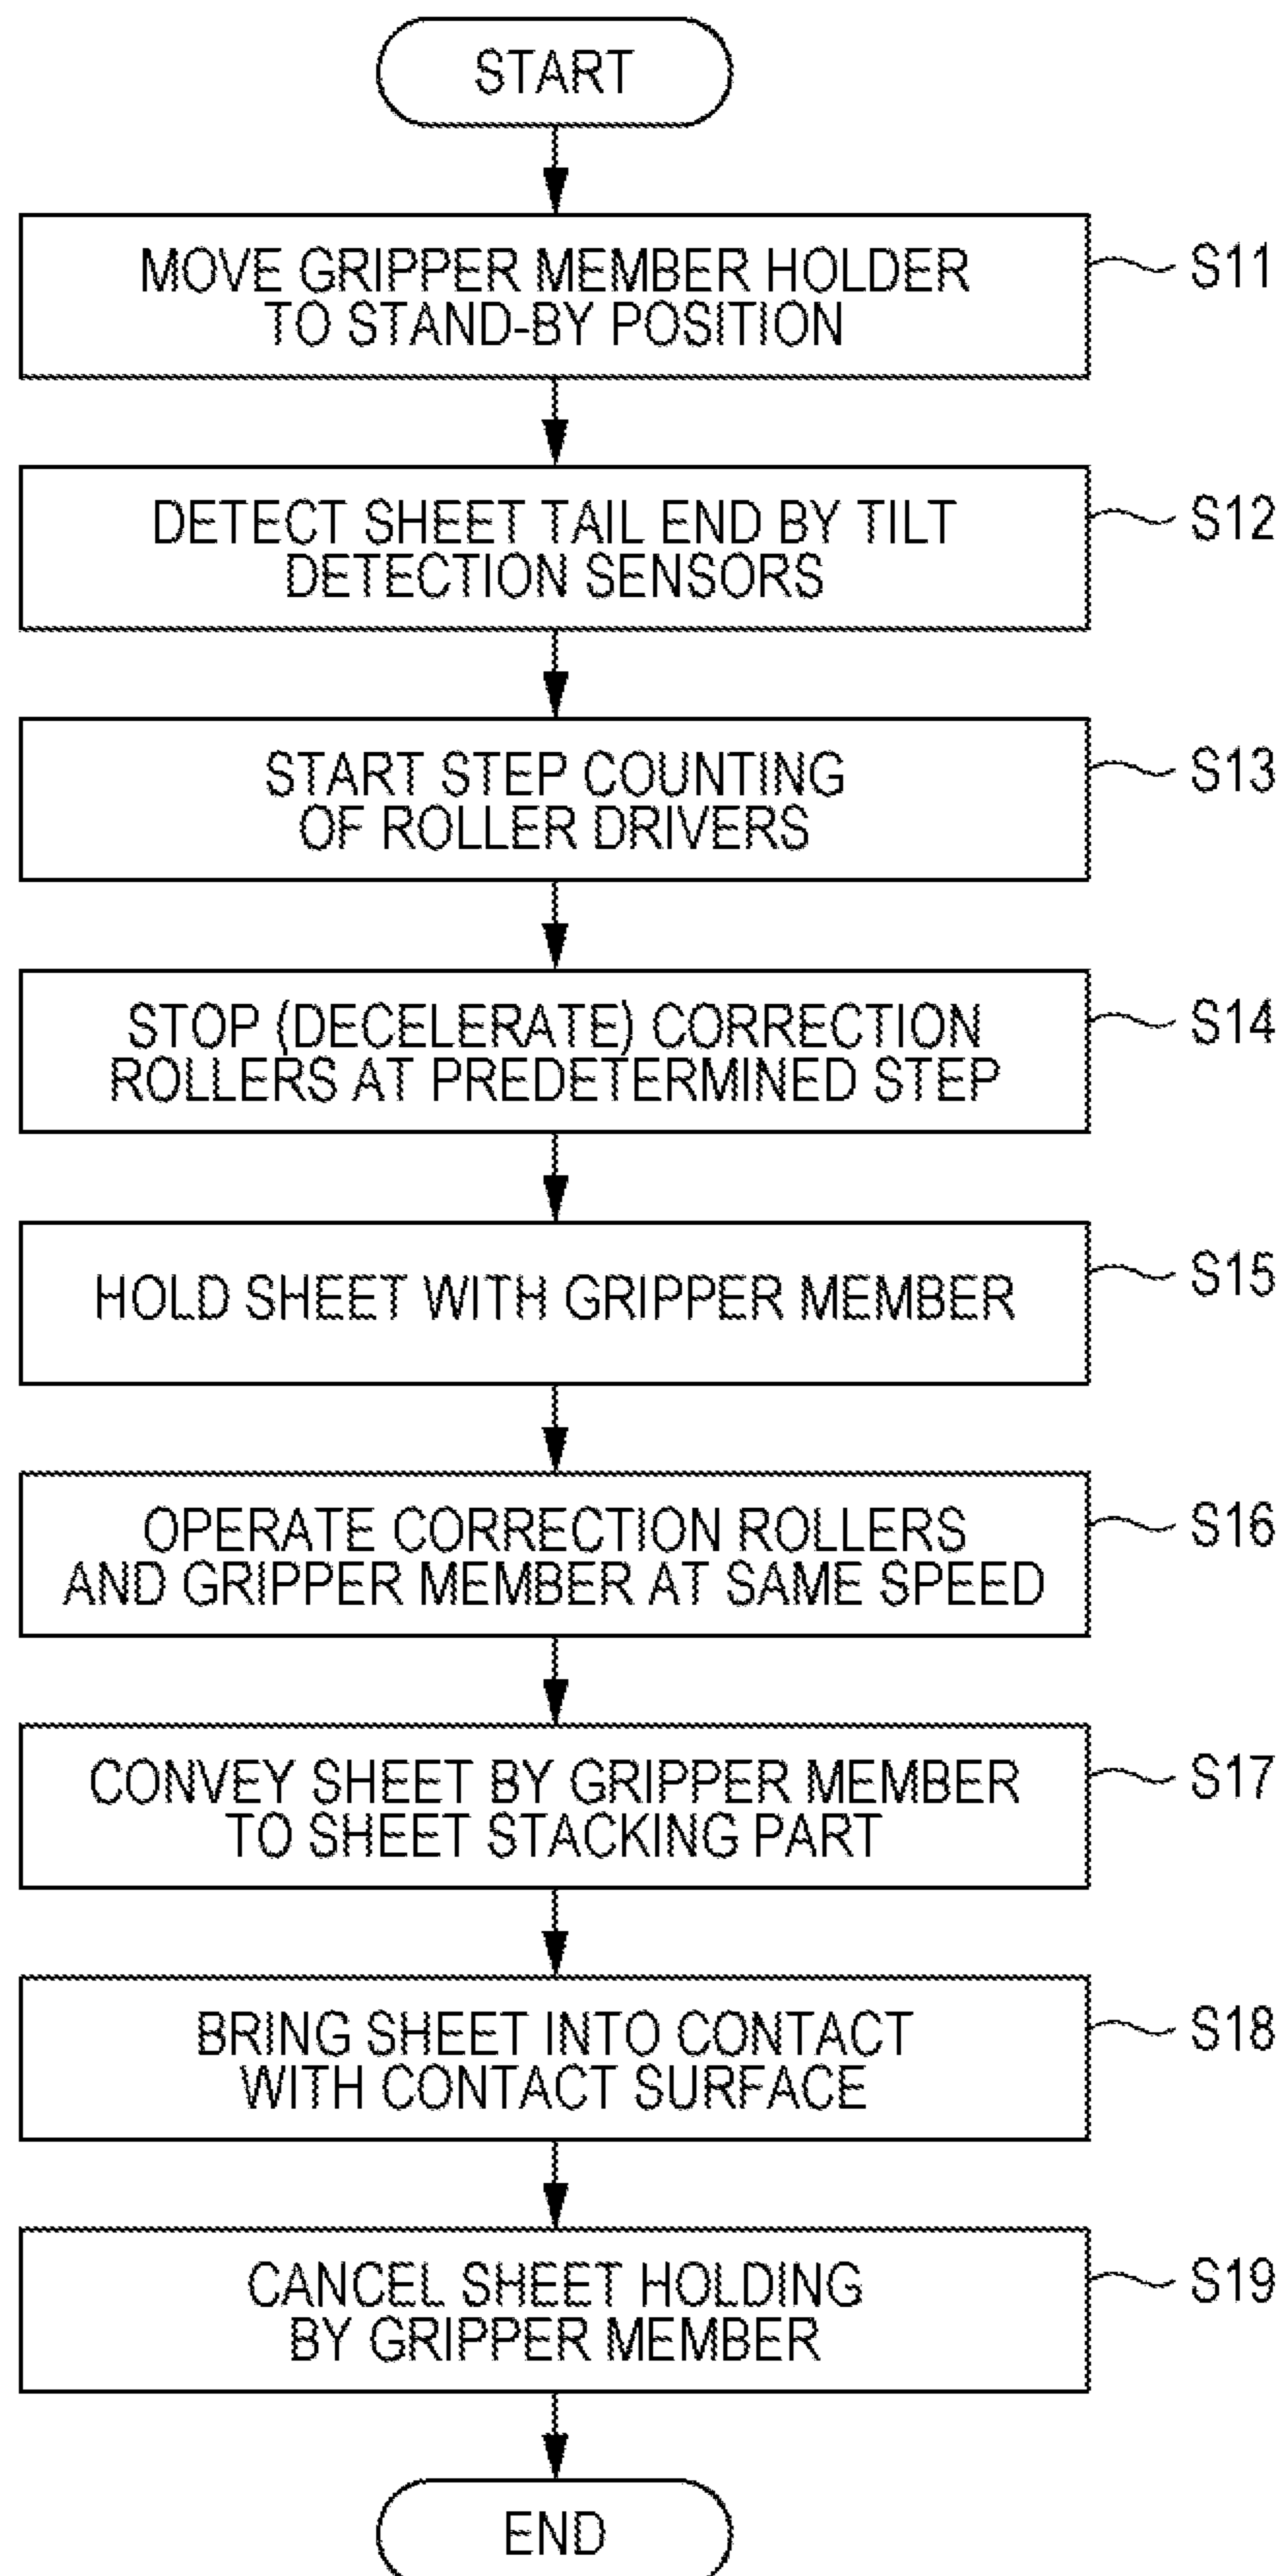 START
MOVE GRIPPER MEMBER HOLDER
TO STAND-BY POSITION
S11
DETECT SHEET TAIL END BY TILT
DETECTION SENSORS
S12
START STEP COUNTING
OF ROLLER DRIVERS
S13
STOP (DECELERATE) CORRECTION
ROLLERS AT PREDETERMINED STEP
S14
HOLD SHEET WITH GRIPPER MEMBER
S15
OPERATE CORRECTION ROLLERS
AND GRIPPER MEMBER AT SAME SPEED
S16
CONVEY SHEET BY GRIPPER MEMBER
TO SHEET STACKING PART
S17
BRING SHEET INTO CONTACT
WITH CONTACT SURFACE
S18
CANCEL SHEET HOLDING
BY GRIPPER MEMBER
S19
END